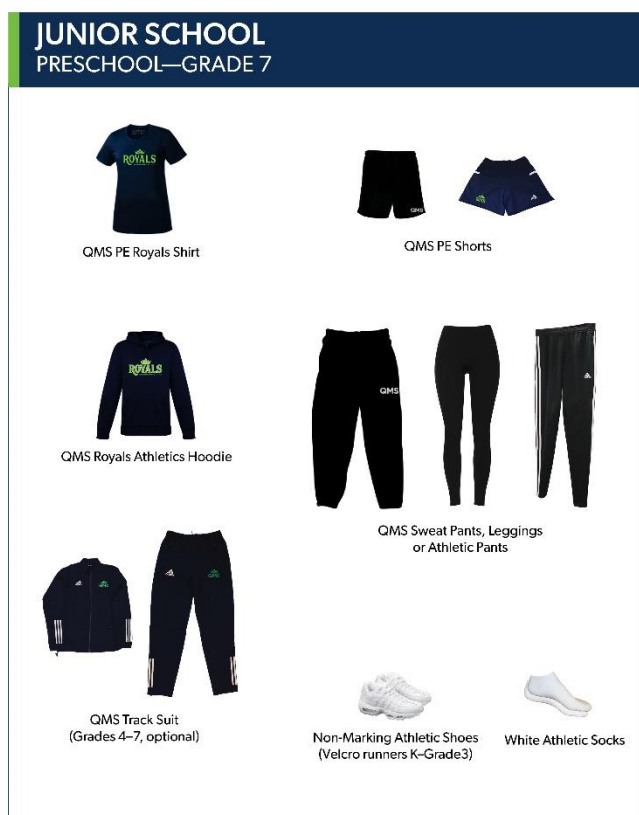 JUNIOR SCHOOL
PRESCHOOL—GRADE 7
ROYALS
QMS
QMS PE Royals Shirt
QMS PE Shorts
ROYALS
QMS
QMS Royals Athletics Hoodie
QMS Sweat Pants, Leggings
or Athletic Pants
QMS
QMS
QMS Track Suit
(Grades 4–7, optional)
Non-Marking Athletic Shoes
(Velcro runners K–Grade3)
White Athletic Socks